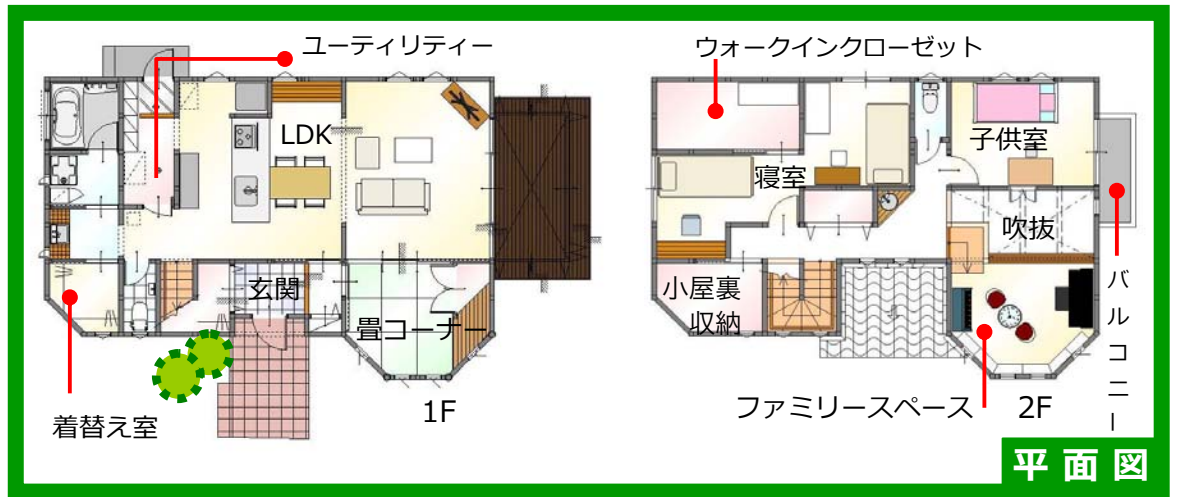 ユーティリティー
LDK
玄関
畳コーナー
着替え室
1F
ウォークインクローゼット
子供室
寝室
吹抜
小屋裏
収納
バルコニー
ファミリースペース
2F
平面図